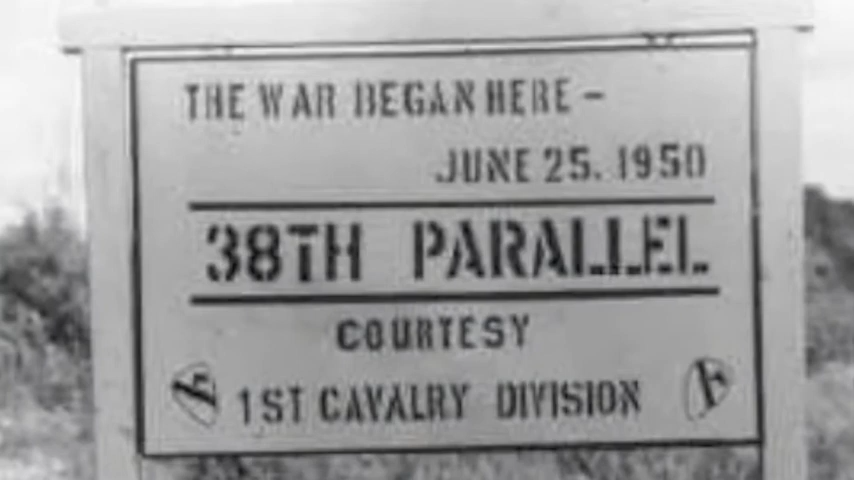 THE WAR BEGAN HERE -
JUNE 25. 1950
38TH PARALLEL
COURTESY
1ST CAVALRY DIVISION